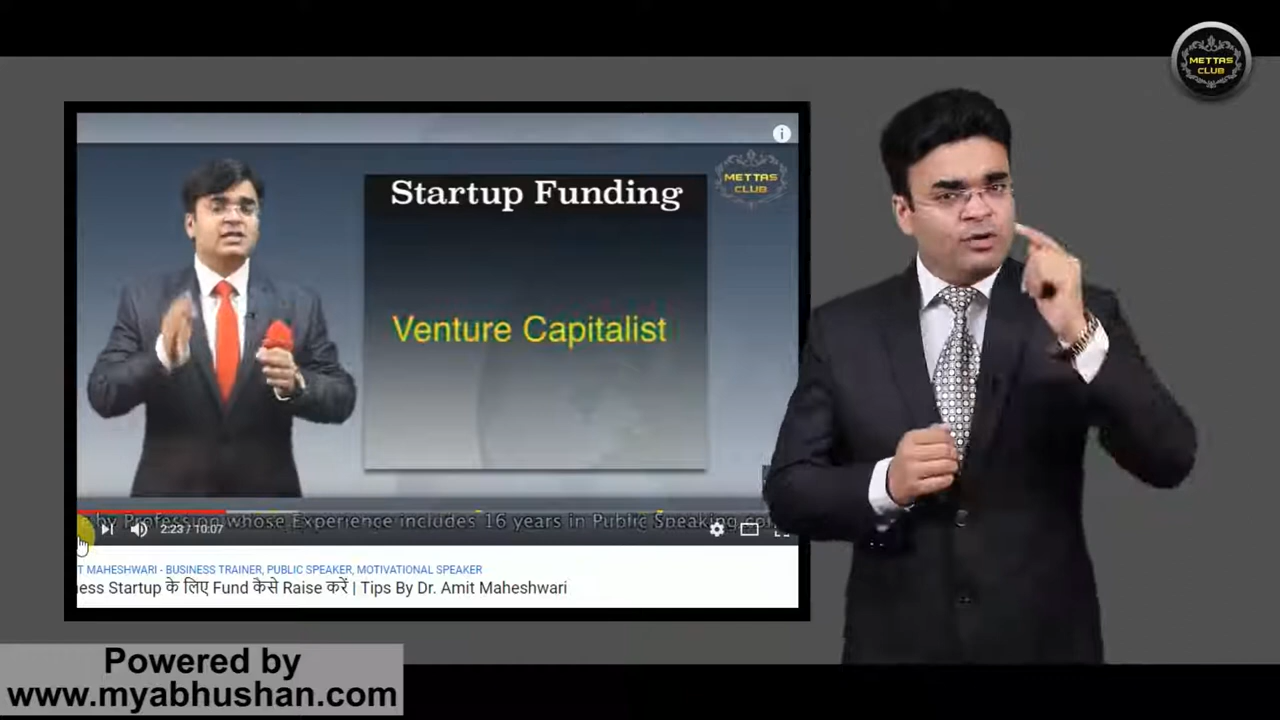 METTAS
CLUB
Startup Funding
METTAS
CLUB
Venture Capitalist
by Profession whose Experience includes 16 years in Public Speaking
2:23 / 10:07
T MAHESHWARI - BUSINESS TRAINER, PUBLIC SPEAKER, MOTIVATIONAL SPEAKER
ness Startup के लिए Fund कैसे Raise करें | Tips By Dr. Amit Maheshwari
Powered by
www.myabhushan.com